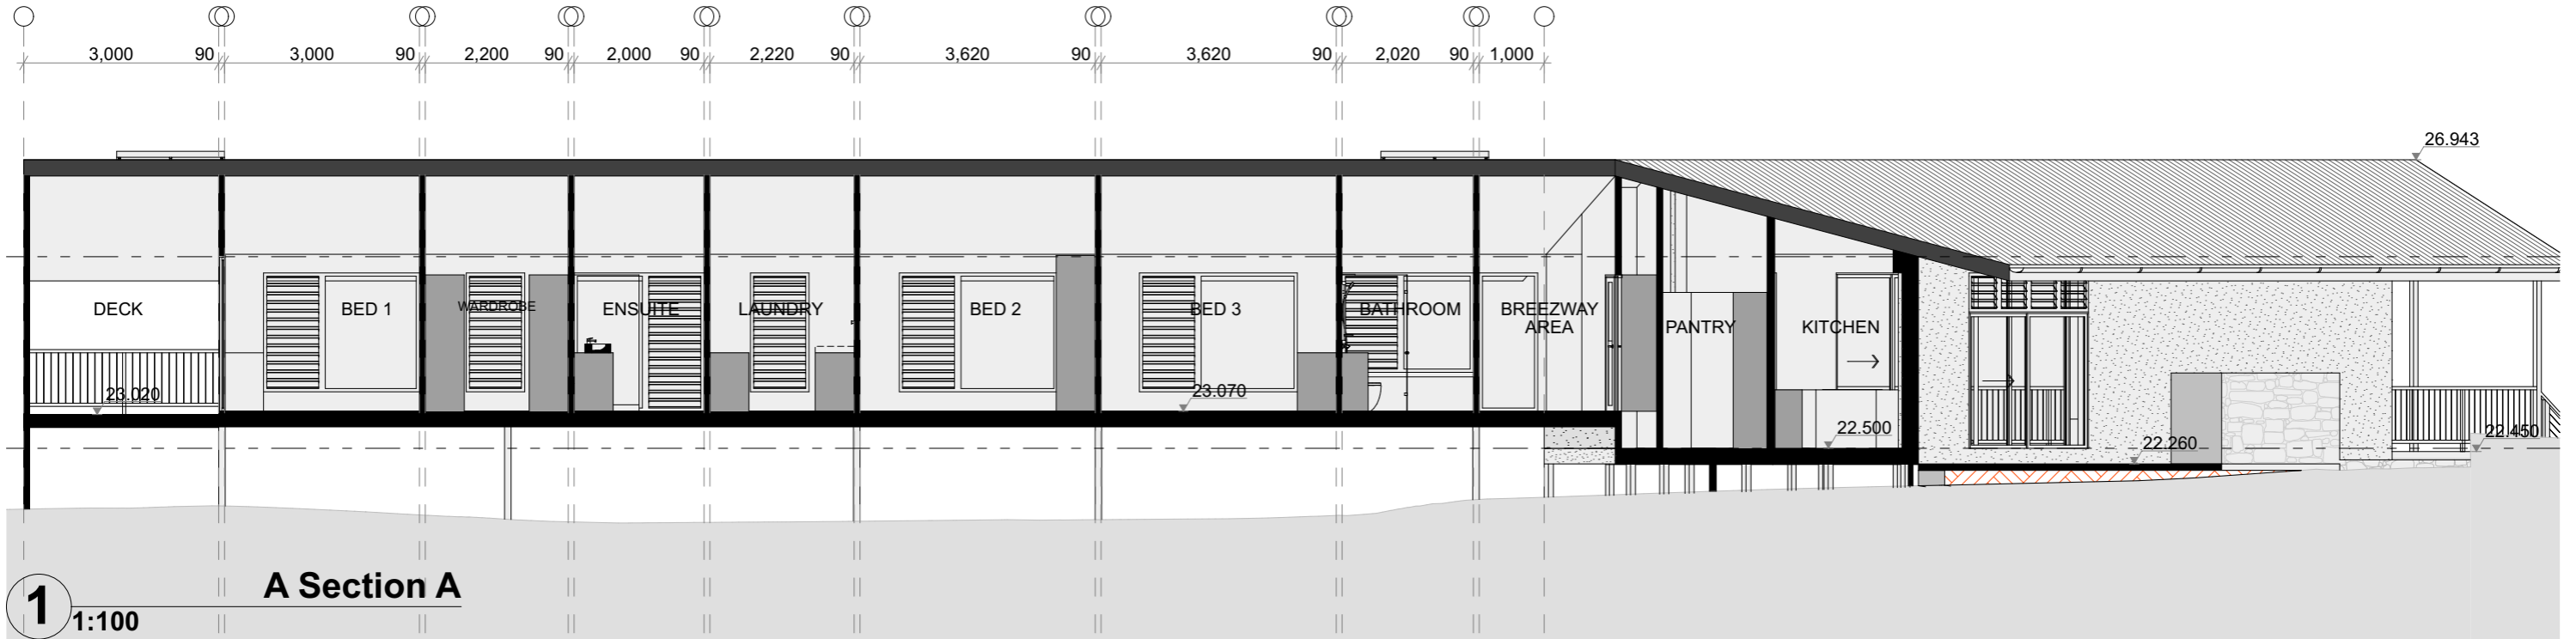 3,000 90 3,000 90 2,200 90 2,000 90 2,220 90 3,620 90 3,620 90 2,020 90 1,000
26.943
DECK BED 1 WARDROBE ENSUITE LAUNDRY BED 2 BED 3 BATHROOM BREEZWAY
AREA PANTRY KITCHEN
23.020 23.070
22.500 22.260 22.450
1 A Section A
1:100